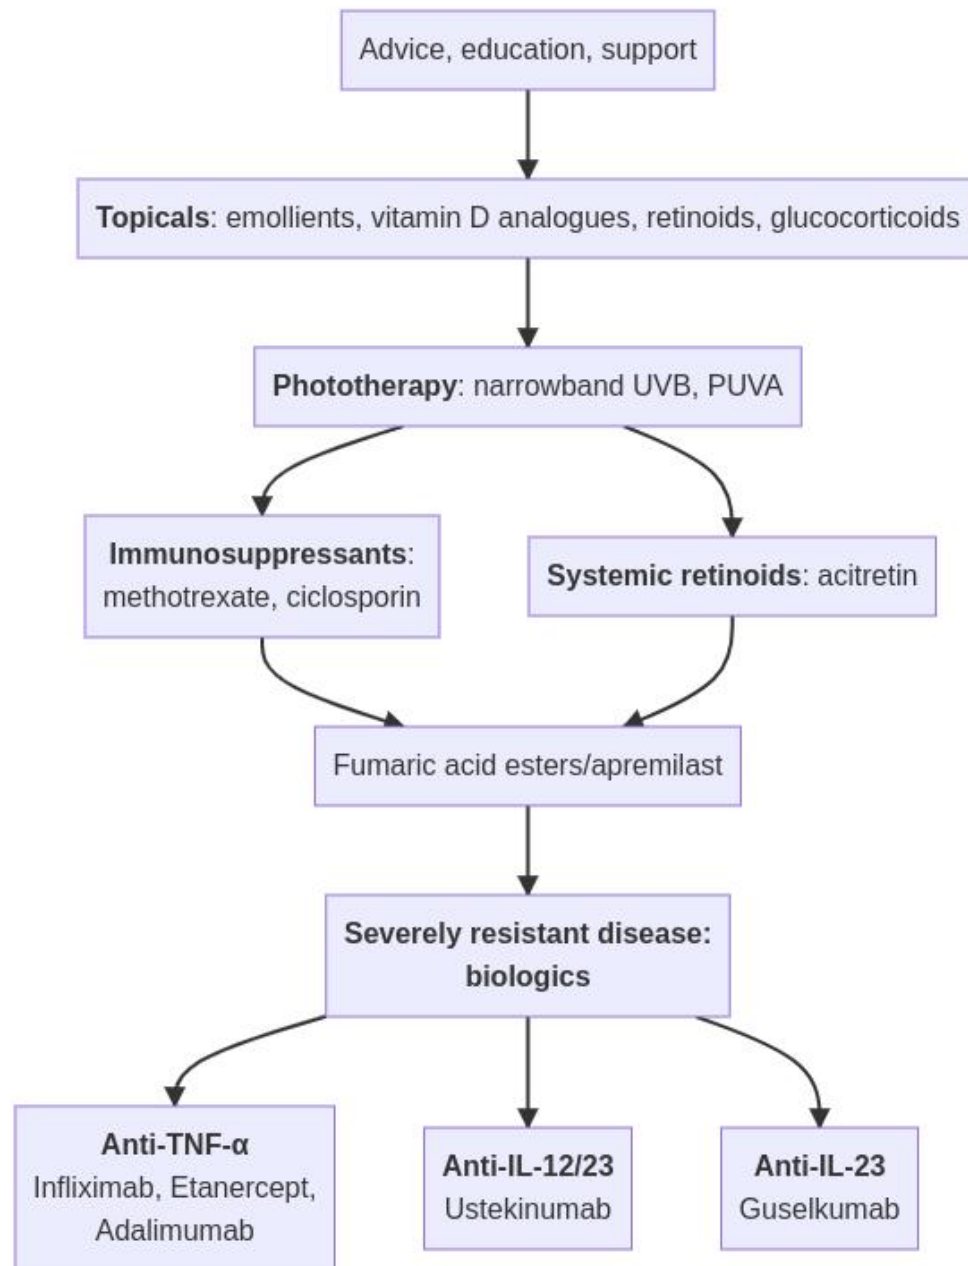 Advice, education, support
Topicals: emollients, vitamin D analogues, retinoids, glucocorticoids
Phototherapy: narrowband UVB, PUVA
Immunosuppressants:
methotrexate, ciclosporin
Systemic retinoids: acitretin
Fumaric acid esters/apremilast
Severely resistant disease:
biologics
Anti-TNF-α
Infliximab, Etanercept,
Adalimumab
Anti-IL-12/23
Ustekinumab
Anti-IL-23
Guselkumab